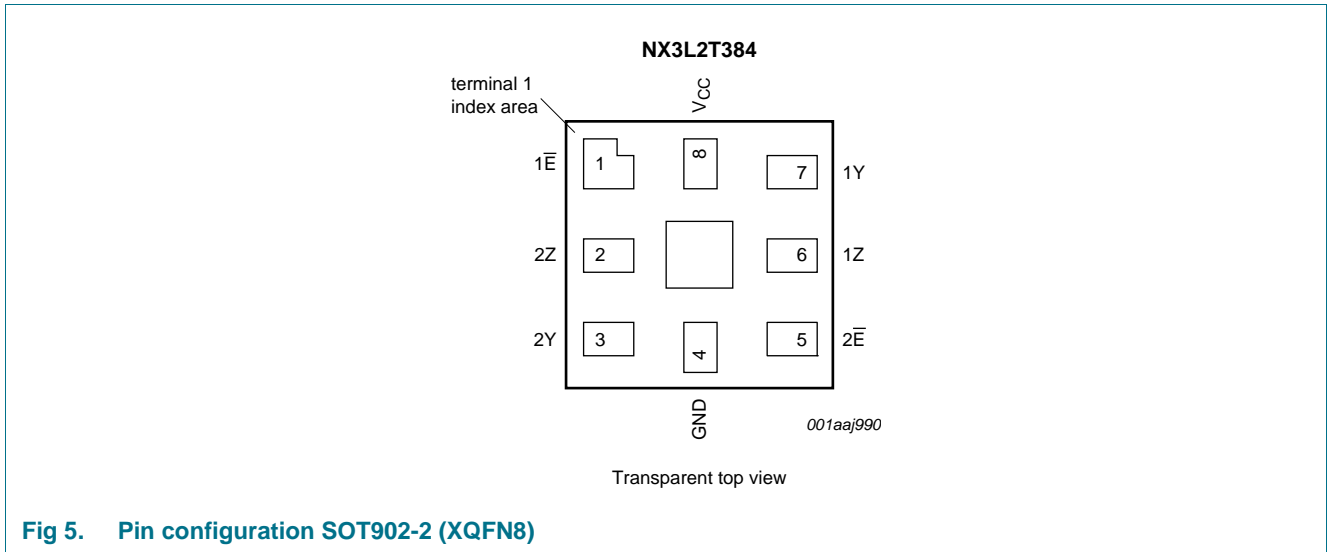 NX3L2T384
terminal 1
index area
VCC
1E̅ 1 8 7 1Y
2Z 2 6 1Z
2Y 3 4 5 2E̅
GND
001aaj990
Transparent top view
Fig 5. Pin configuration SOT902-2 (XQFN8)